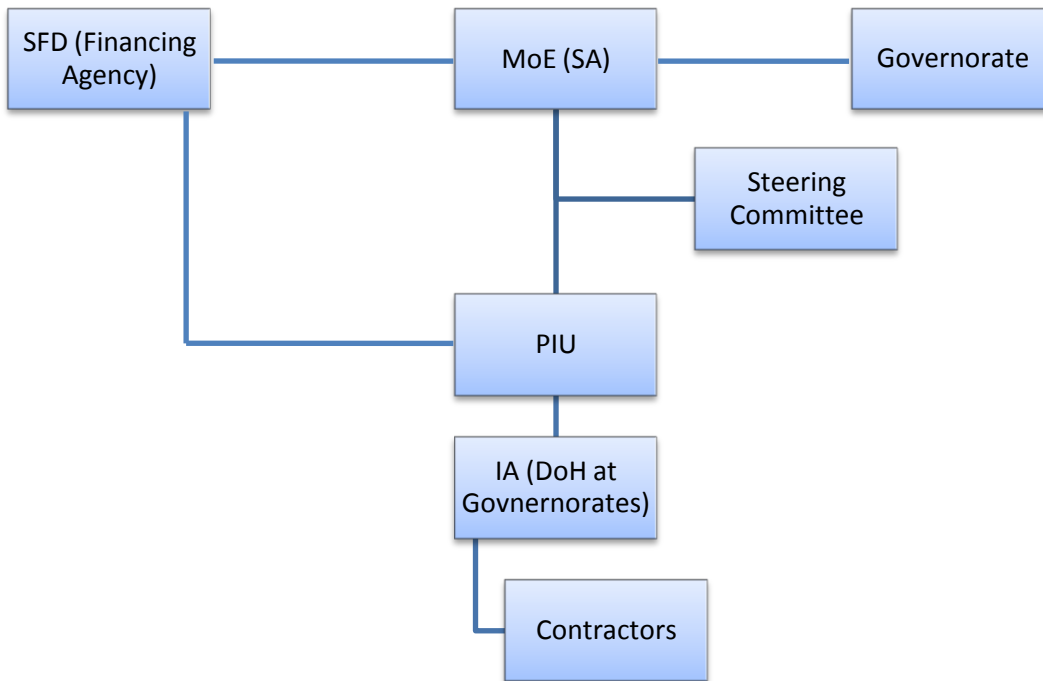 SFD (Financing
Agency)
MoE (SA)
Governorate
Steering
Committee
PIU
IA (DoH at
Govnernorates)
Contractors